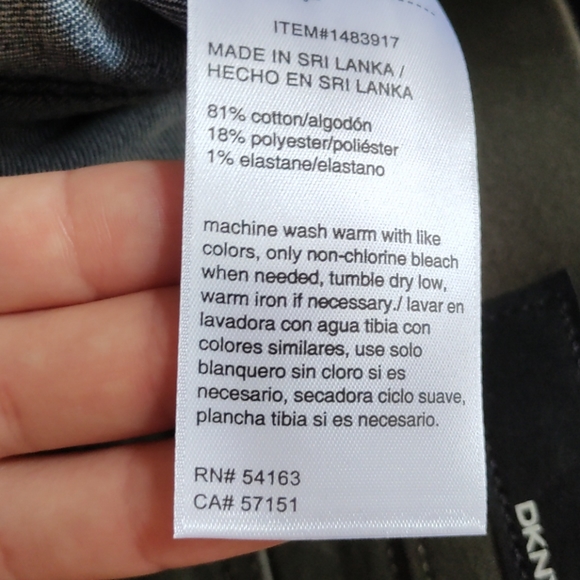 ITEM#1483917
MADE IN SRI LANKA /
HECHO EN SRI LANKA
81% cotton/algodón
18% polyester/poliéster
1% elastane/elastano
machine wash warm with like
colors, only non-chlorine bleach
when needed, tumble dry low,
warm iron if necessary./ lavar en
lavadora con agua tibia con
colores similares, use solo
blanquero sin cloro si es
necesario, secadora ciclo suave,
plancha tibia si es necesario.
RN# 54163
CA# 57151
DKNY